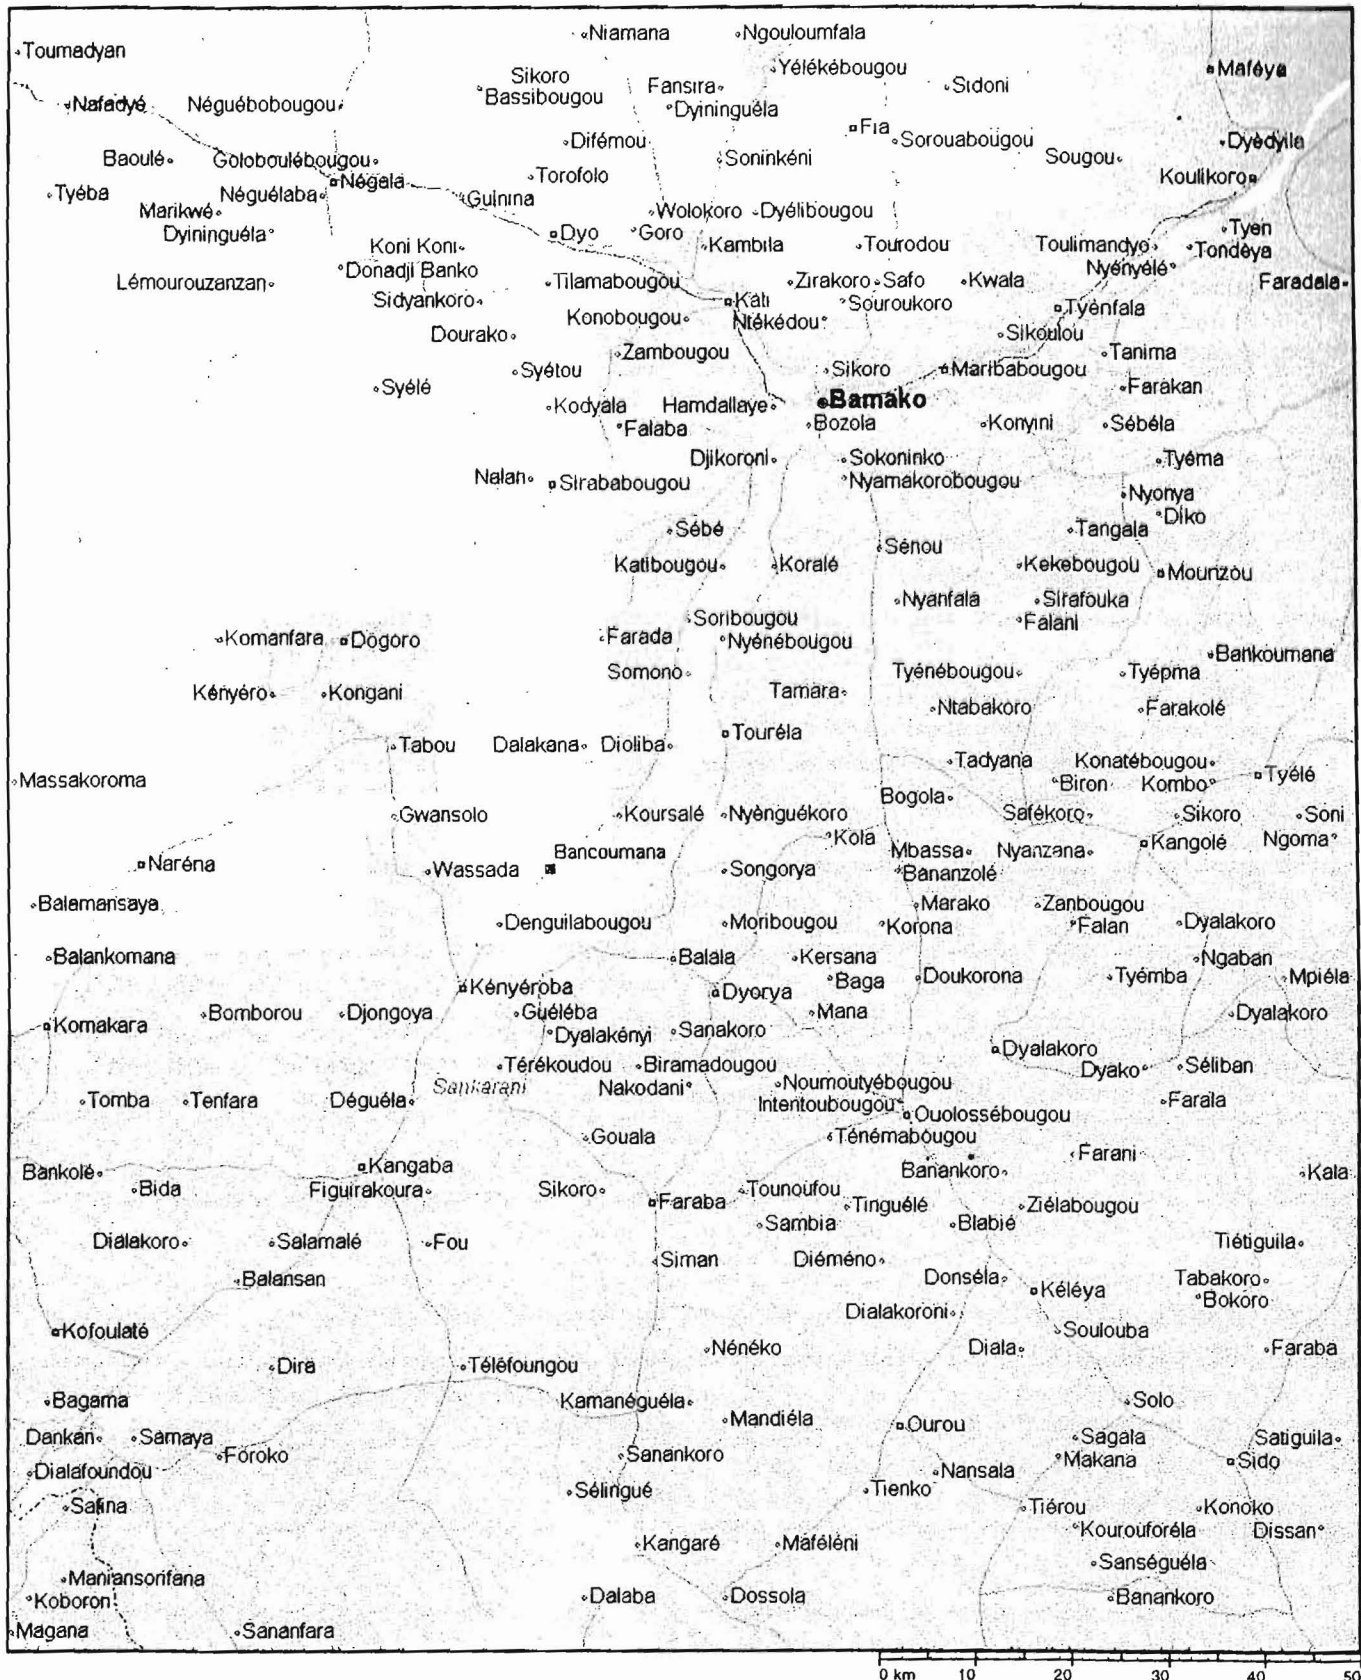 Niamana
Ngouloumfala
Toumadyan
Yélékébougou
Maféya
Sikoro
Fansıra
Sıdoni
Bassibougou
Nafadyé
Néguébobougou
Dyininguéla
Fıa
Difémou
Sorouabougou
Dyédyıla
Baoulé
Goloboulébougou
Soninkéni
Sougou
Koulikoro
Négala
Torofolo
Tyéba
Néguélaba
Guinına
Marikwé
Wolokoro
Dyélibougou
Dyininguéla
Dyo
Goro
Tyen
Koni Koni
Kambıla
Tourodou
Toulimandyo
Tondéya
Donadji Banko
Nyényélé
Lémourouzanzan
Tilamabougou
Zırakoro
Safo
Kwala
Faradala
Sidyankoro
Kati
Souroukoro
Tyénfala
Konobougou
Ntékédou
Dourako
Sikoulou
Zambougou
Tanima
Syétou
Sikoro
Maribabougou
Syélé
Farakan
Kodyala
Hamdallaye
Bamako
Falaba
Bozola
Konyıni
Sébéla
Djikoroni
Sokoninko
Tyéma
Nalan
Sirababougou
Nyamakorobougou
Nyonya
Diko
Sébé
Tangala
Sénou
Katibougou
Koralé
Kekebougou
Mounzou
Nyanfala
Sirafouka
Soribougou
Falani
Komanfara
Dogoro
Farada
Nyénébougou
Bankoumana
Somono
Tyénébougou
Tyépma
Kényéro
Kongani
Tamara
Ntabakoro
Farakolé
Touréla
Tabou
Dalakana
Dioliba
Tadyana
Konatébougou
Massakoroma
Biron
Kombo
Tyélé
Bogola
Gwansolo
Koursalé
Nyènguékoro
Safékoro
Sikoro
Soni
Kola
Kangolé
Ngoma
Bancoumana
Mbassa
Nyanzana
Naréna
Wassada
Songorya
Bananzolé
Balamansaya
Marako
Zanbougou
Denguilabougou
Moribougou
Korona
Falan
Dyalakoro
Balankomana
Balala
Kersana
Ngaban
Baga
Doukorona
Tyémba
Mpiéla
Kényéroba
Dyorya
Bomborou
Djongoya
Guéléba
Mana
Dyalakoro
Komakara
Dyalakényi
Sanakoro
Dyalakoro
Térékoudou
Biramadougou
Dyako
Séliban
Sankarani
Nakodani
Noumoutyébougou
Tomba
Tenfara
Déguéla
Intentoubougou
Farala
Ouolossébougou
Gouala
Ténémabougou
Farani
Bankolé
Kangaba
Banankoro
Kala
Bida
Figuirakoura
Sikoro
Tounoufou
Faraba
Tinguélé
Ziélabougou
Sambia
Blabié
Dialakoro
Salamalé
Fou
Tiétiguila
Siman
Diéméno
Balansan
Donséla
Tabakoro
Kéléya
Bokoro
Dialakoroni
Kofoulaté
Soulouba
Nénéko
Diala
Faraba
Dira
Téléfoungou
Bagama
Kamanéguéla
Solo
Mandiéla
Ourou
Dankan
Samaya
Sagala
Satiguila
Foroko
Sanankoro
Makana
Sido
Dialafoundou
Nansala
Sélingué
Tienko
Safina
Tiérou
Konoko
Kourouforéla
Dissan
Kangaré
Maféléni
Sanséguéla
Maniansorifana
Koboron
Dalaba
Dossola
Banankoro
Magana
Sananfara
0 km 10 20 30 40 50